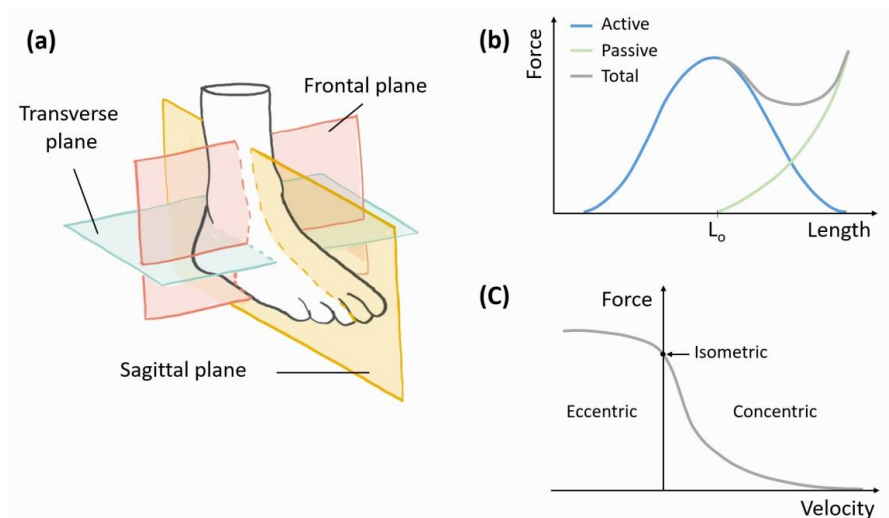 (a)
Frontal plane
Transverse
plane
Sagittal plane
(b)
Force
Active
Passive
Total
Lo
Length
(C)
Force
Isometric
Eccentric
Concentric
Velocity